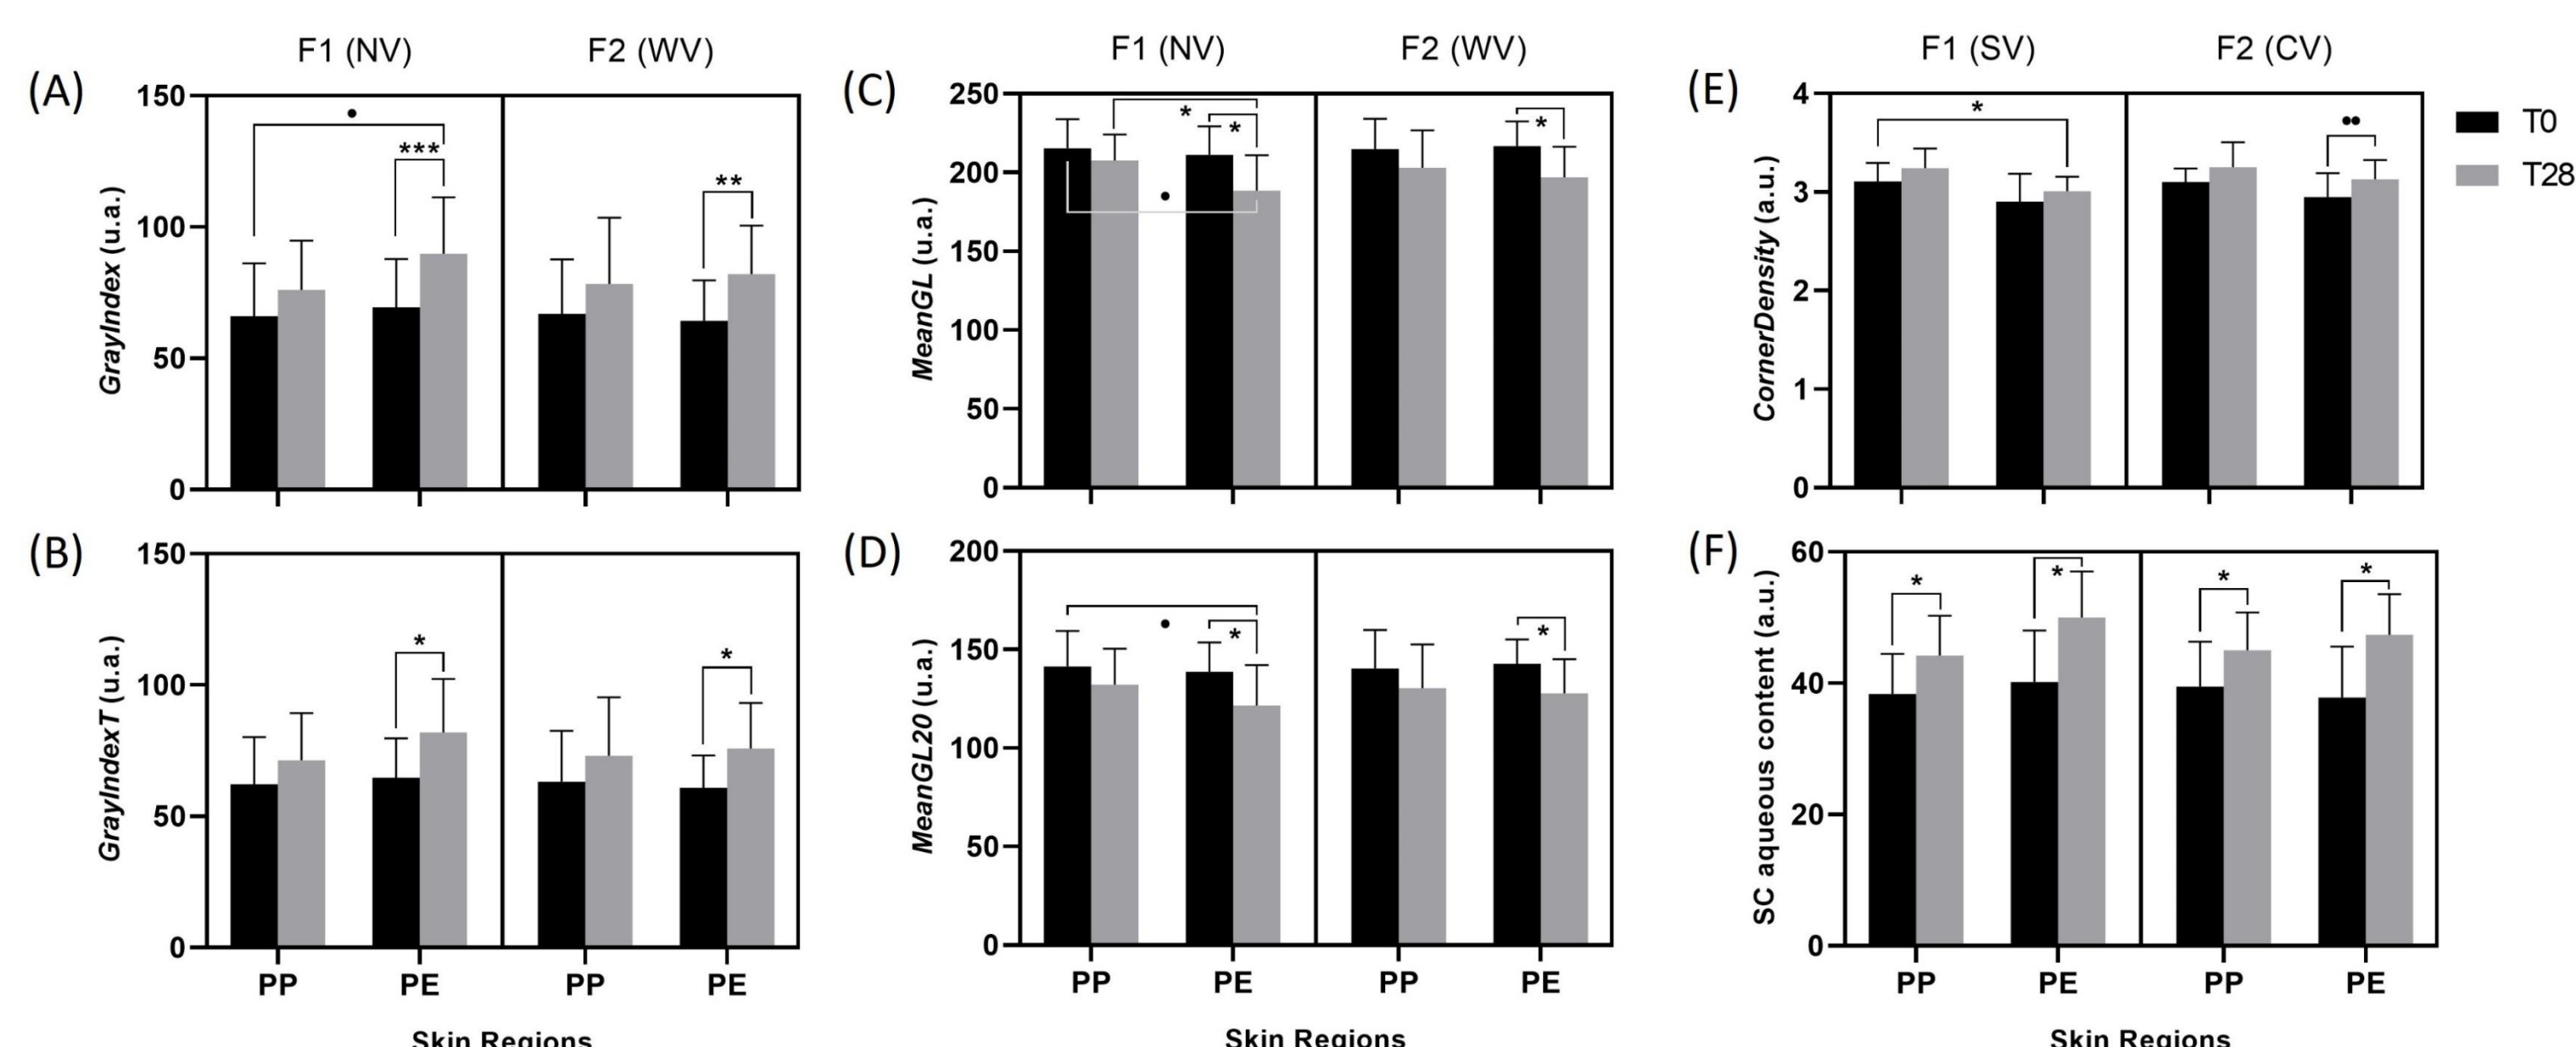 F1 (NV)
F2 (WV)
(A)
150
100
50
0
GrayIndex (u.a.)
•
***
**
(B)
150
100
50
0
GrayIndexT (u.a.)
*
*
PP
PE
PP
PE
Skin Regions
F1 (NV)
F2 (WV)
(C)
250
200
150
100
50
0
MeanGL (u.a.)
*
*
•
*
(D)
200
150
100
50
0
MeanGL20 (u.a.)
•
*
*
PP
PE
PP
PE
Skin Regions
F1 (SV)
F2 (CV)
(E)
4
3
2
1
0
CornerDensity (a.u.)
*
••
T0
T28
(F)
60
40
20
0
SC aqueous content (a.u.)
*
*
*
*
PP
PE
PP
PE
Skin Regions